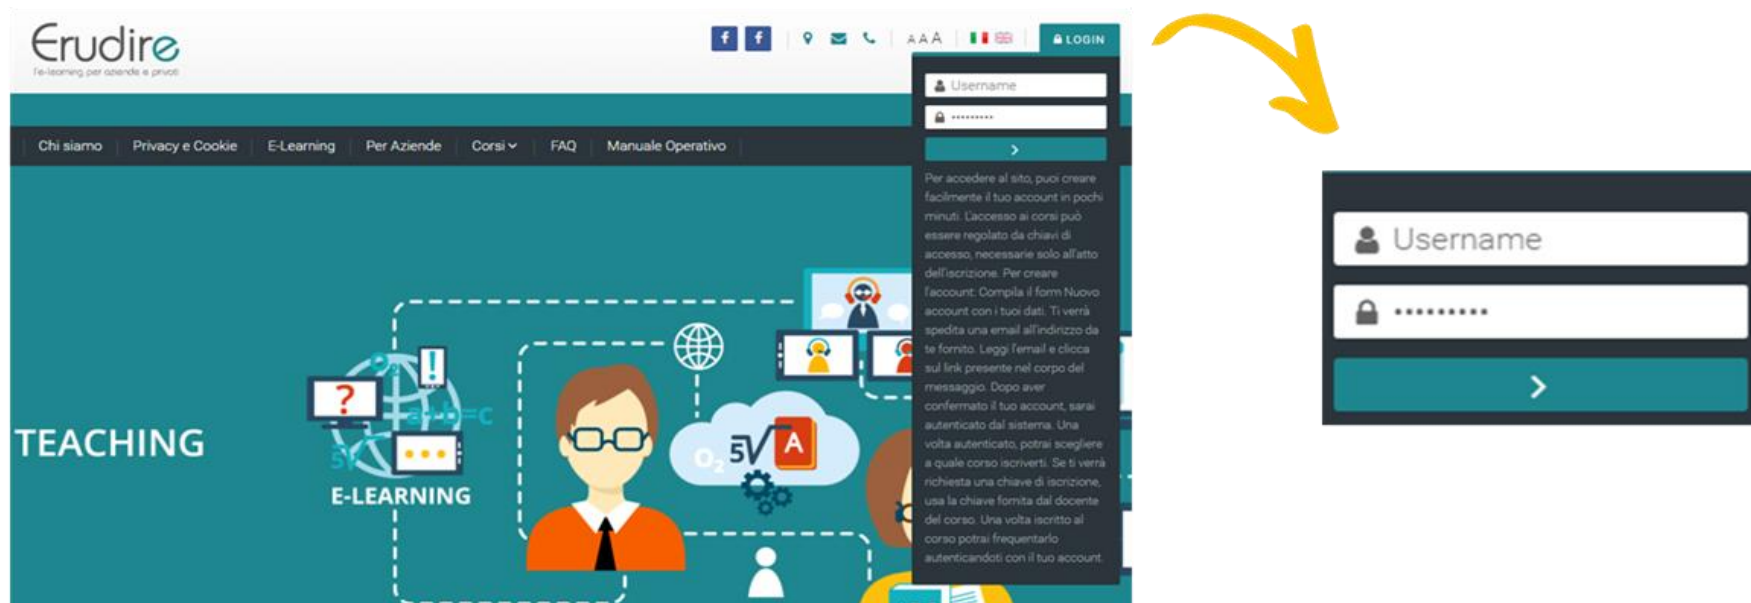 Erudire
l'e-learning per aziende e privati
A A A
LOGIN
Username
•••••••••
Chi siamo
Privacy e Cookie
E-Learning
Per Aziende
Corsi
FAQ
Manuale Operativo
Per accedere al sito, puoi creare
facilmente il tuo account in pochi
minuti. L'accesso ai corsi può
essere regolato da chiavi di
accesso, necessarie solo all'atto
dell'iscrizione. Per creare
l'account: Compila il form Nuovo
account con i tuoi dati. Ti verrà
spedita una email all'indirizzo da
te fornito. Leggi l'email e clicca
sul link presente nel corpo del
messaggio. Dopo aver
confermato il tuo account, sarai
autenticato dal sistema. Una
volta autenticato, potrai scegliere
a quale corso iscriverti. Se ti verrà
richiesta una chiave di iscrizione,
usa la chiave fornita dal docente
del corso. Una volta iscritto al
corso potrai frequentarlo
autenticandoti con il tuo account.
TEACHING
O2
!
?
a+b=c
5√
E-LEARNING
O2
5√
A
Username
•••••••••